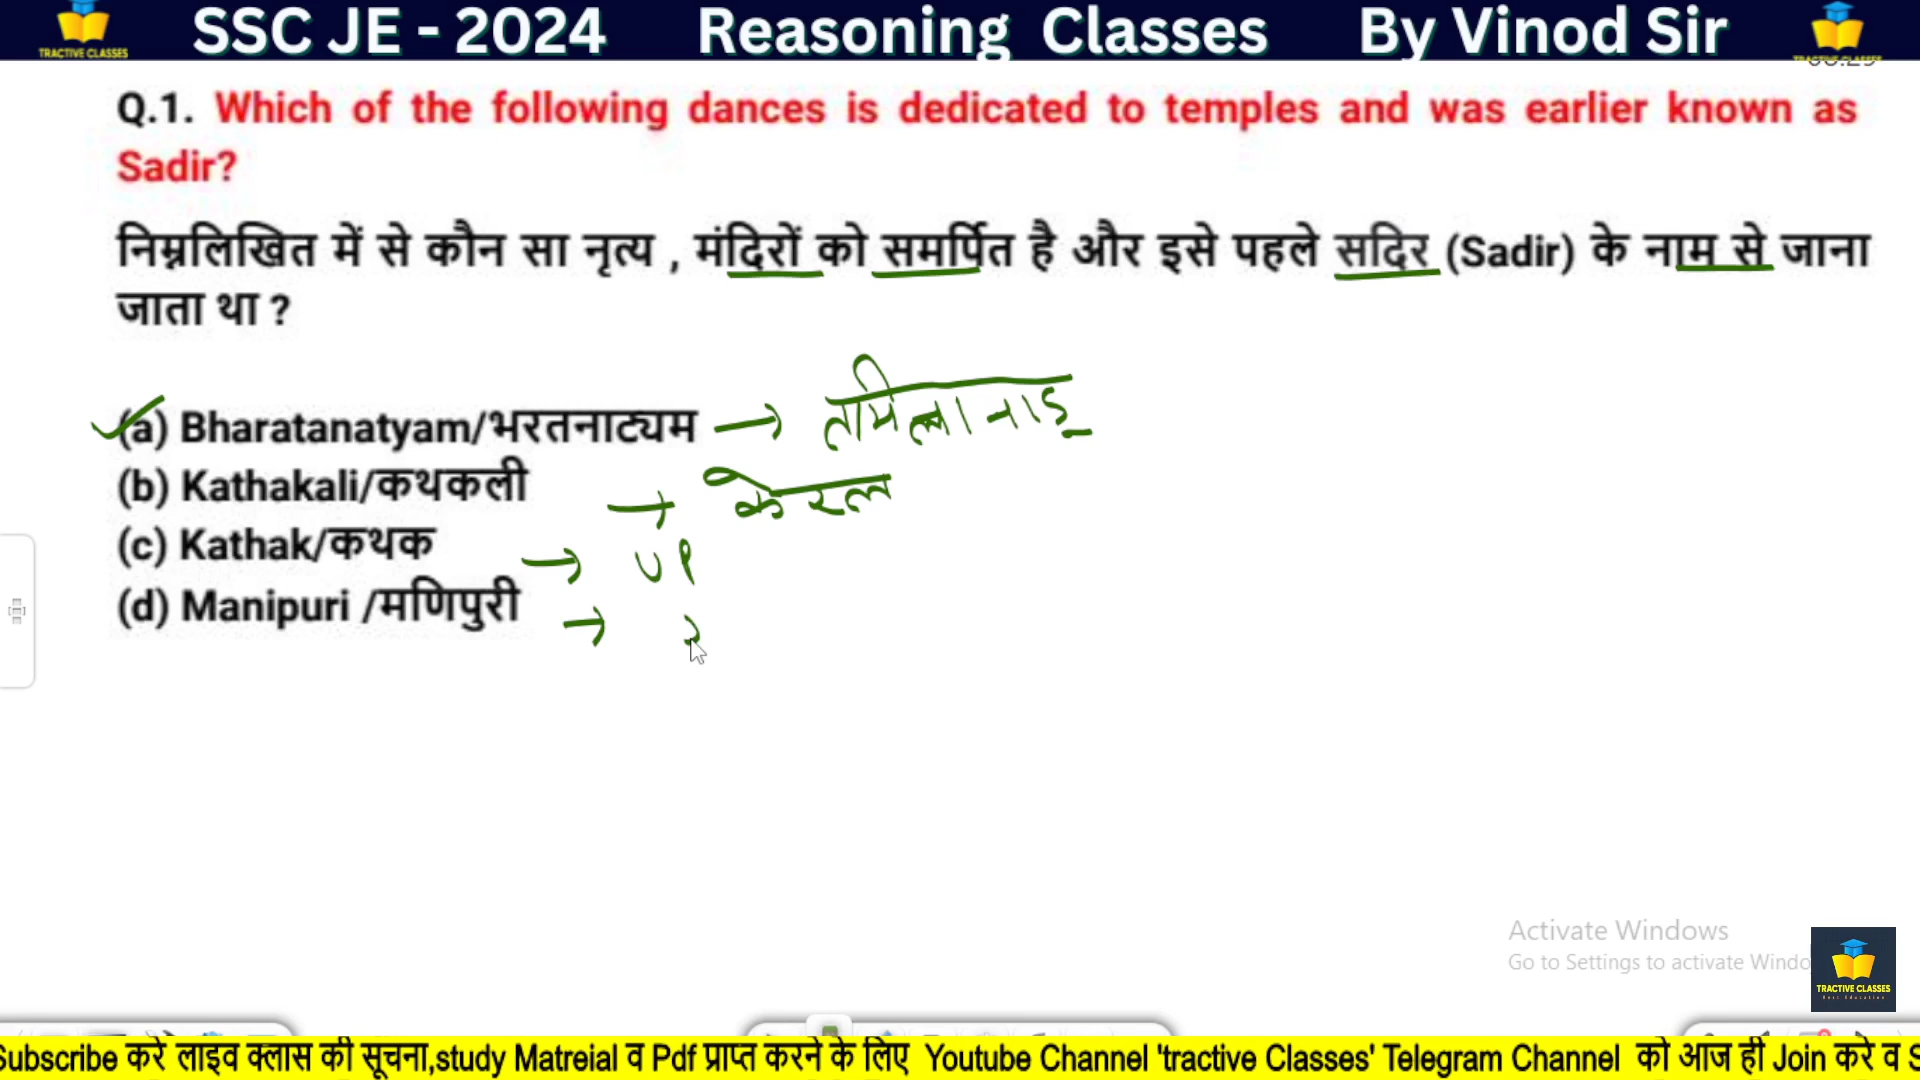 SSC JE - 2024 Reasoning Classes By Vinod Sir
TRACTIVE CLASSES
Q.1. Which of the following dances is dedicated to temples and was earlier known as
Sadir?
निम्नलिखित में से कौन सा नृत्य , मंदिरों को समर्पित है और इसे पहले सदिर (Sadir) के नाम से जाना
जाता था ?
(a) Bharatanatyam/भरतनाट्यम → तमिलनाडु
(b) Kathakali/कथकली → केरल
(c) Kathak/कथक → UP
(d) Manipuri /मणिपुरी →
Activate Windows
Go to Settings to activate Windo
TRACTIVE CLASSES
Subscribe करे लाइव क्लास की सूचना,study Matreial व Pdf प्राप्त करने के लिए Youtube Channel 'tractive Classes' Telegram Channel को आज ही Join करे व S